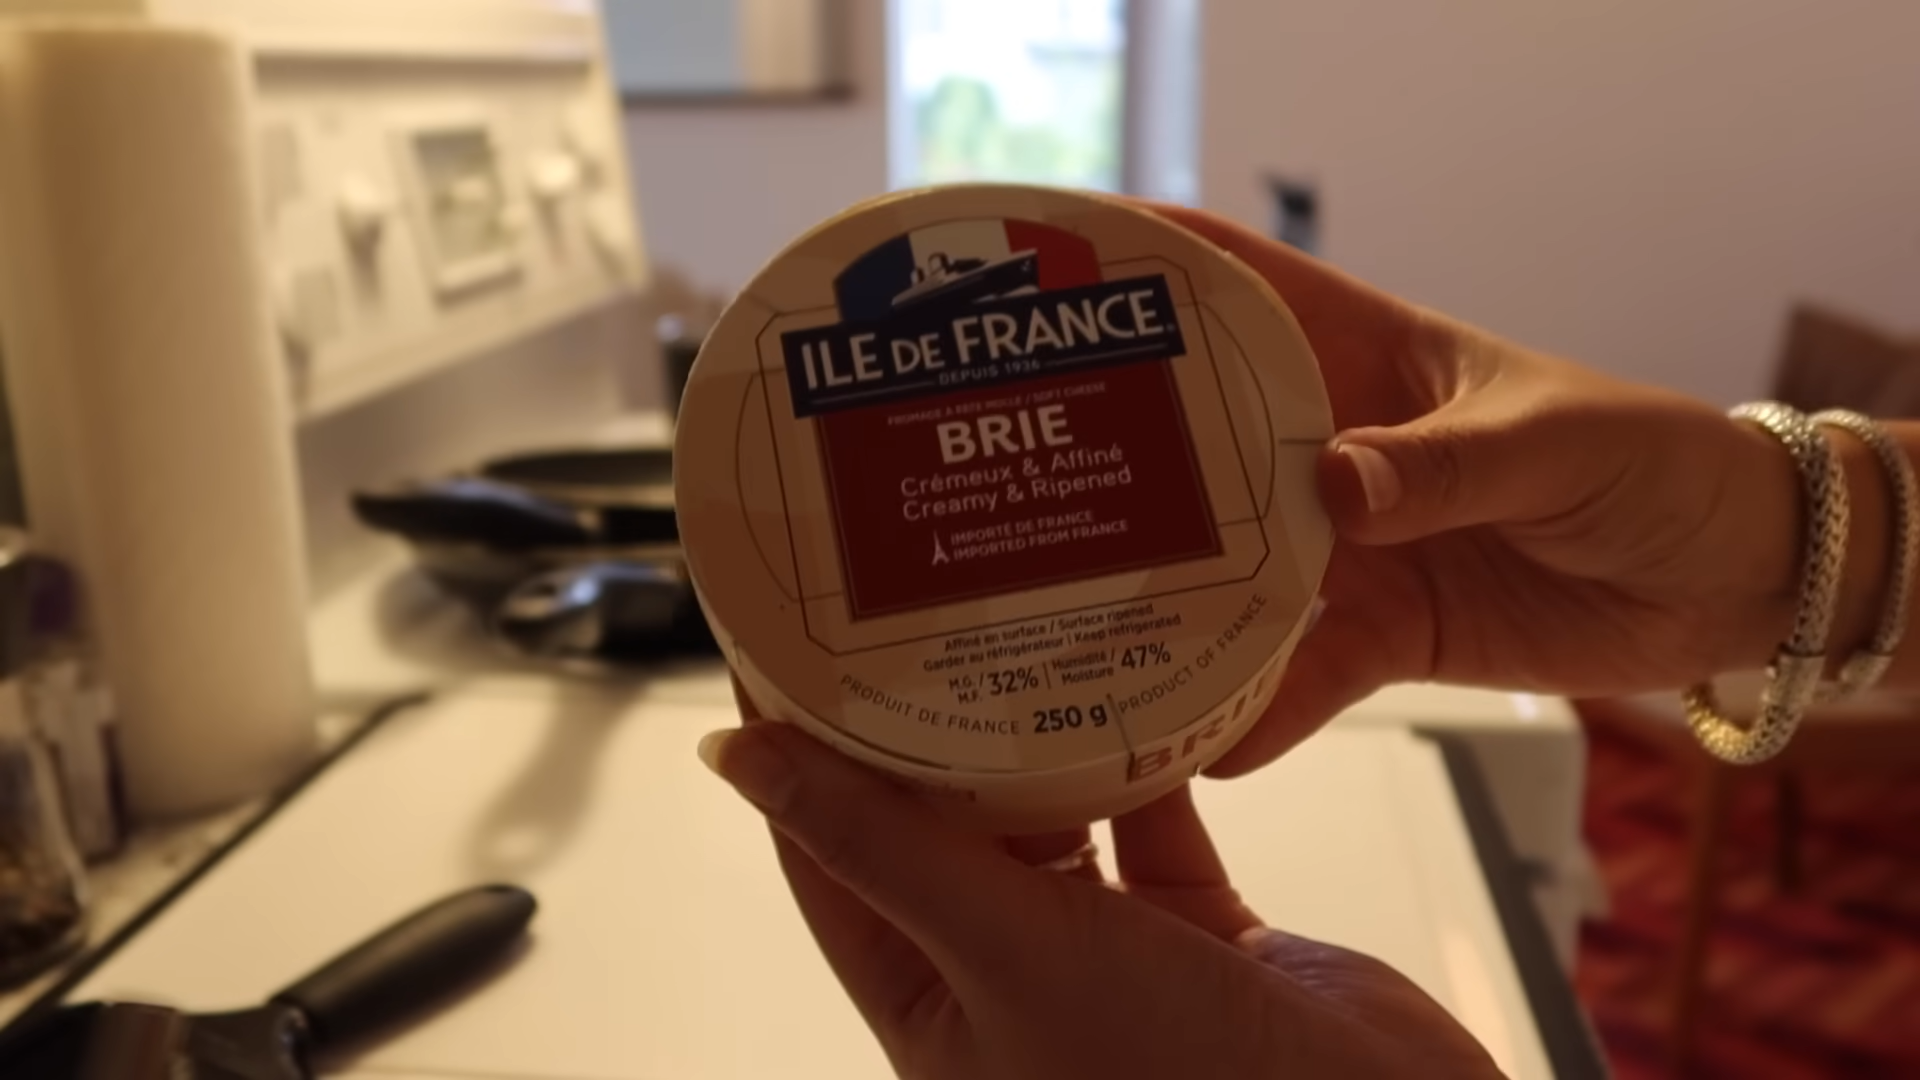 ILE DE FRANCE
DEPUIS 1936
FROMAGE À PÂTE MOLLE / SOFT CHEESE
BRIE
Crémeux & Affiné
Creamy & Ripened
IMPORTÉ DE FRANCE
IMPORTED FROM FRANCE
Affiné en surface / Surface ripened
Garder au réfrigérateur | Keep refrigerated
M.G. / M.F. 32% | Humidité / Moisture 47%
PRODUIT DE FRANCE 250 g PRODUCT OF FRANCE
BRIE